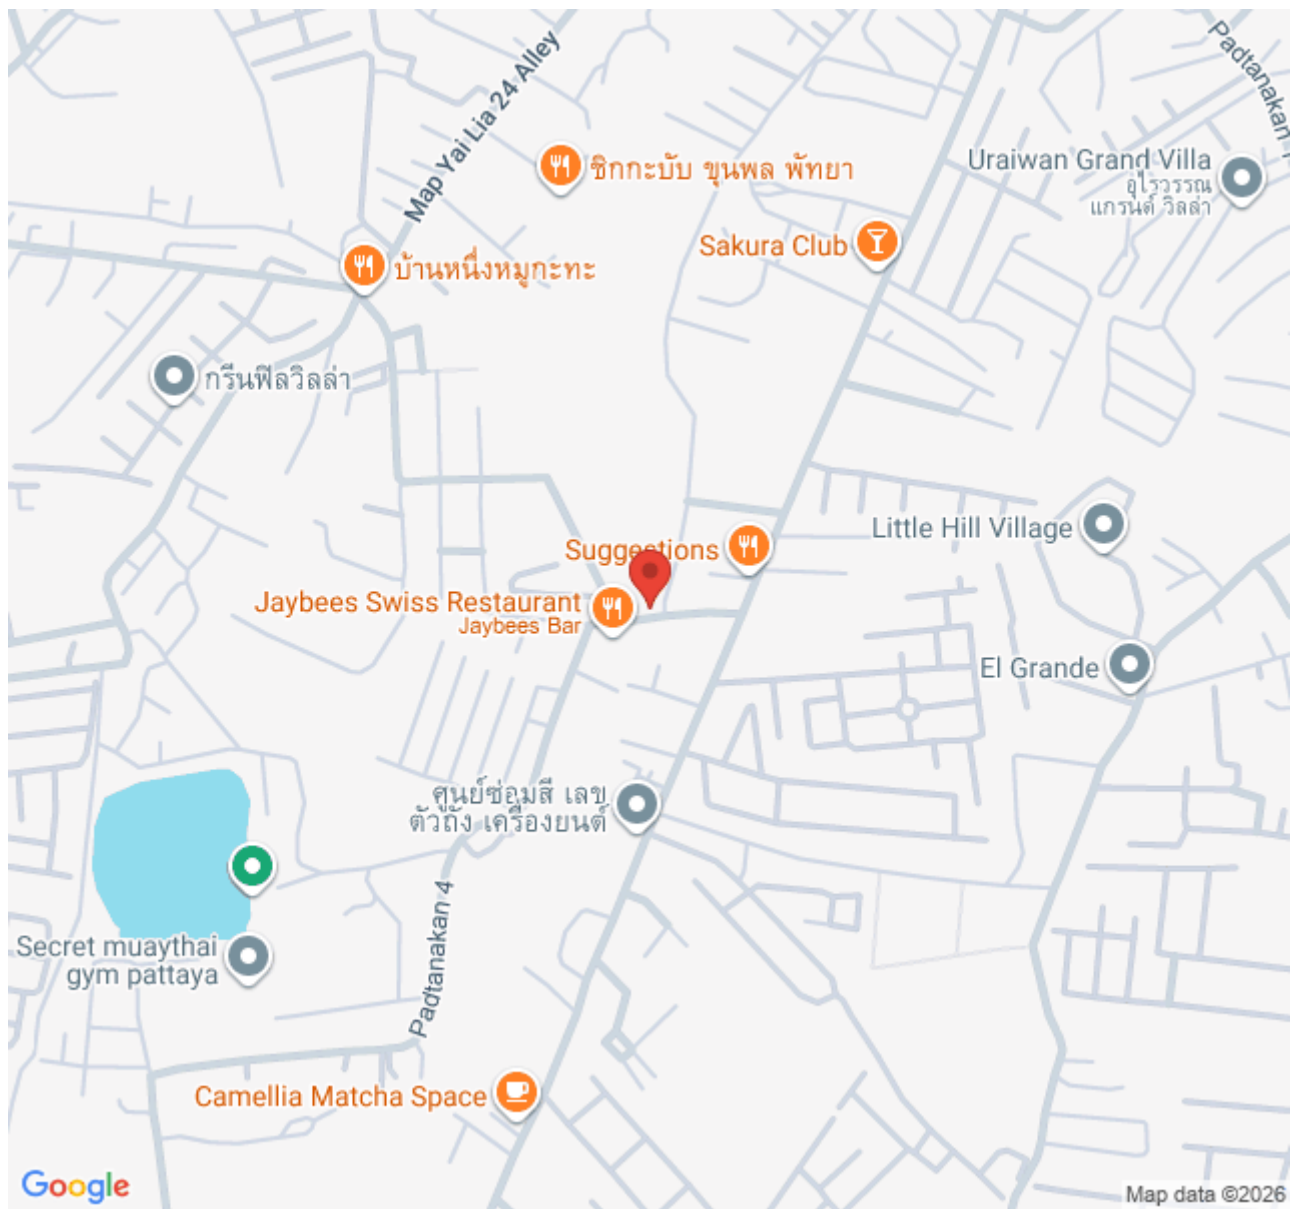 Map Yai Lia 24 Alley
Padtanakan
ซิกกะบับ ขุนพล พัทยา
Uraiwan Grand Villa
อุไรวรรณ
แกรนด์ วิลล่า
Sakura Club
บ้านหนึ่งหมูกะทะ
กรีนฟิลวิลล่า
Little Hill Village
Suggestions
Jaybees Swiss Restaurant
Jaybees Bar
El Grande
ศูนย์ซ่อมสี เลข
ตัวถัง เครื่องยนต์
Padtanakan 4
Secret muaythai
gym pattaya
Camellia Matcha Space
Google
Map data ©2026